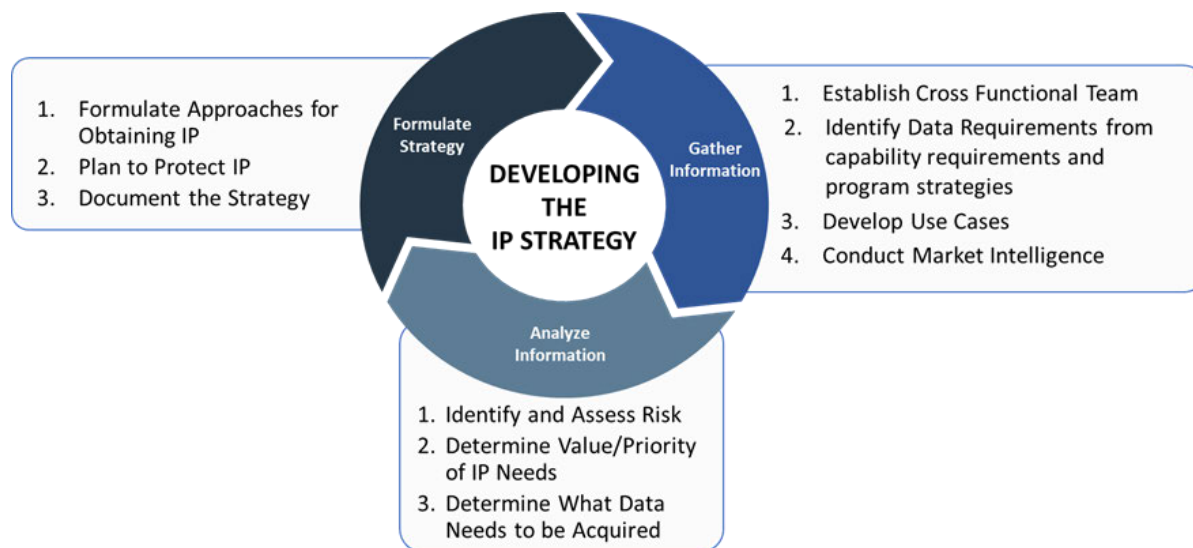 1. Formulate Approaches for
Obtaining IP
2. Plan to Protect IP
3. Document the Strategy
Formulate
Strategy
DEVELOPING
THE
IP STRATEGY
Gather
Information
1. Establish Cross Functional Team
2. Identify Data Requirements from
capability requirements and
program strategies
3. Develop Use Cases
4. Conduct Market Intelligence
Analyze
Information
1. Identify and Assess Risk
2. Determine Value/Priority
of IP Needs
3. Determine What Data
Needs to be Acquired